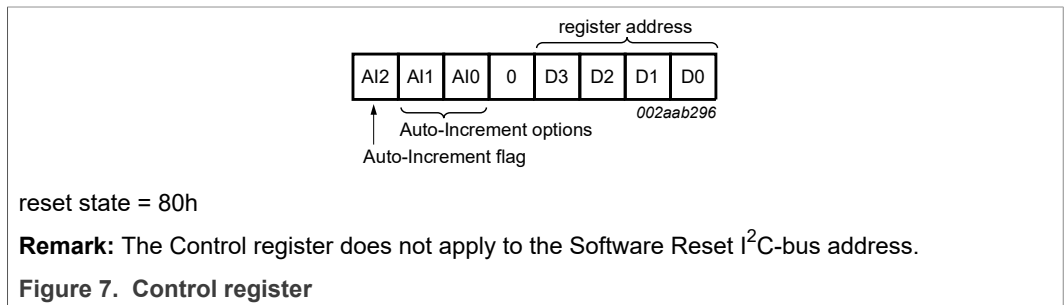 register address
AI2 AI1 AI0 0 D3 D2 D1 D0
002aab296
Auto-Increment options
Auto-Increment flag
reset state = 80h
Remark: The Control register does not apply to the Software Reset I²C-bus address.
Figure 7. Control register